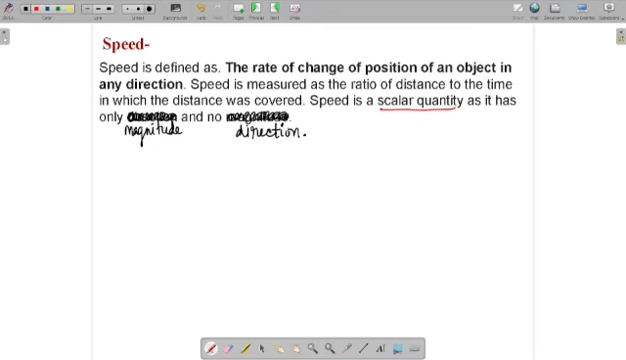 Speed-
Speed is defined as. The rate of change of position of an object in
any direction. Speed is measured as the ratio of distance to the time
in which the distance was covered. Speed is a scalar quantity as it has
only and no
magnitude direction.